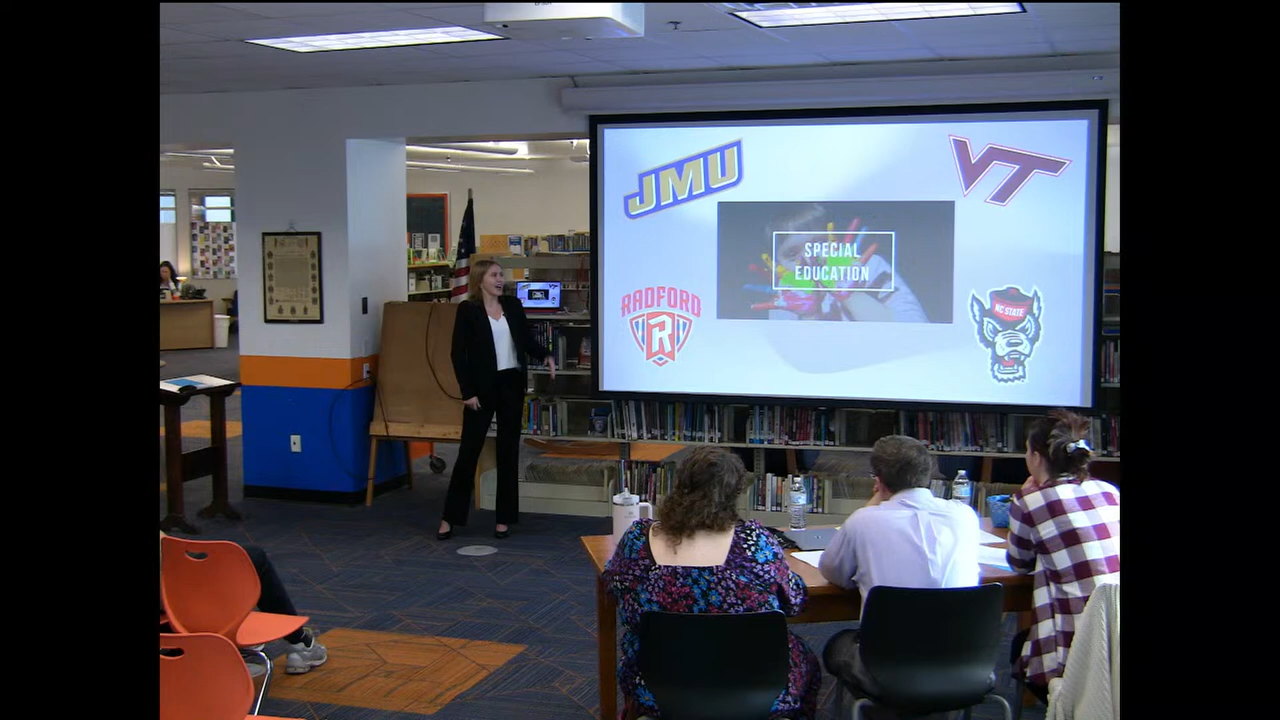 JMU
VT
SPECIAL
EDUCATION
RADFORD
R
NC STATE